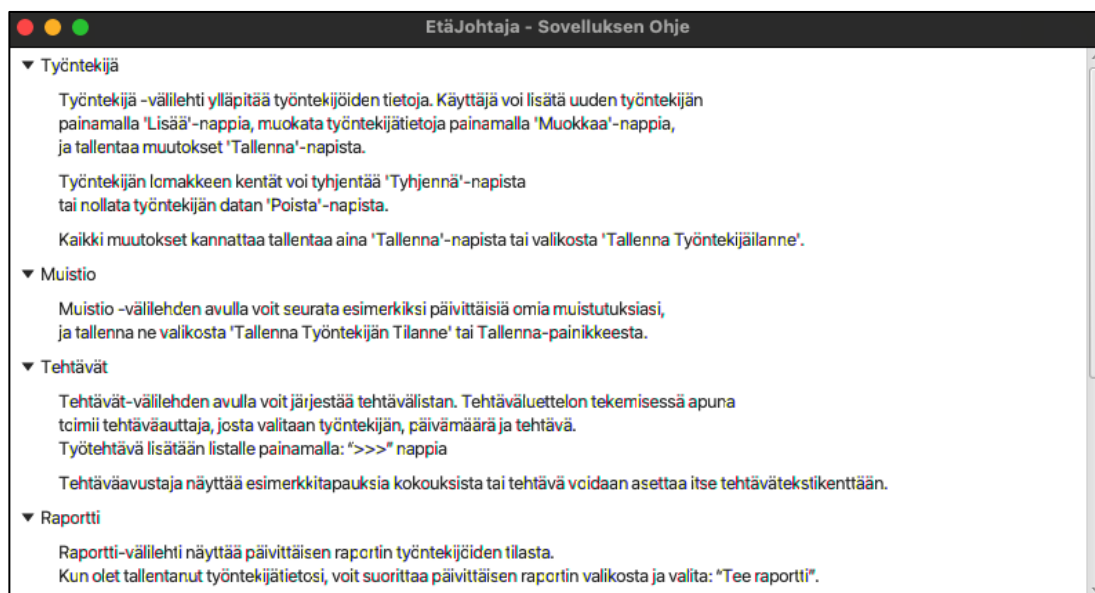 EtäJohtaja - Sovelluksen Ohje
▼ Työntekijä
Työntekijä -välilehti ylläpitää työntekijöiden tietoja. Käyttäjä voi lisätä uuden työntekijän
painamalla 'Lisää'-nappia, muokata työntekijätietoja painamalla 'Muokkaa'-nappia,
ja tallentaa muutokset 'Tallenna'-napista.
Työntekijän lomakkeen kentät voi tyhjentää 'Tyhjennä'-napista
tai nollata työntekijän datan 'Poista'-napista.
Kaikki muutokset kannattaa tallentaa aina 'Tallenna'-napista tai valikosta 'Tallenna Työntekijäilanne'.
▼ Muistio
Muistio -välilehden avulla voit seurata esimerkiksi päivittäisiä omia muistutuksiasi,
ja tallenna ne valikosta 'Tallenna Työntekijän Tilanne' tai Tallenna-painikkeesta.
▼ Tehtävät
Tehtävät-välilehden avulla voit järjestää tehtävälistan. Tehtäväluettelon tekemisessä apuna
toimii tehtäväauttaja, josta valitaan työntekijän, päivämäärä ja tehtävä.
Työtehtävä lisätään listalle painamalla: “>>>” nappia
Tehtäväavustaja näyttää esimerkkitapauksia kokouksista tai tehtävä voidaan asettaa itse tehtävätekstikenttään.
▼ Raportti
Raportti-välilehti näyttää päivittäisen raportin työntekijöiden tilasta.
Kun olet tallentanut työntekijätietosi, voit suorittaa päivittäisen raportin valikosta ja valita: “Tee raportti”.